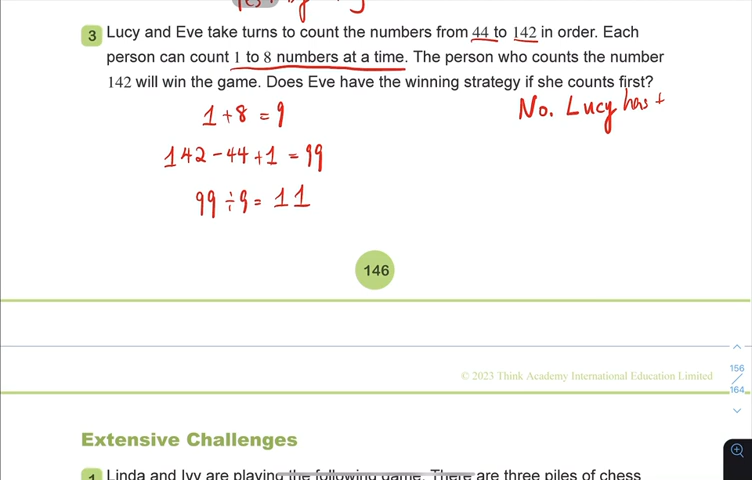 3 Lucy and Eve take turns to count the numbers from 44 to 142 in order. Each
person can count 1 to 8 numbers at a time. The person who counts the number
142 will win the game. Does Eve have the winning strategy if she counts first?
No. Lucy has t
1 + 8 = 9
142 - 44 + 1 = 99
99 ÷ 9 = 11
146
© 2023 Think Academy International Education Limited
156
164
Extensive Challenges
1 Linda and Ivy are playing the following game. There are three piles of chess